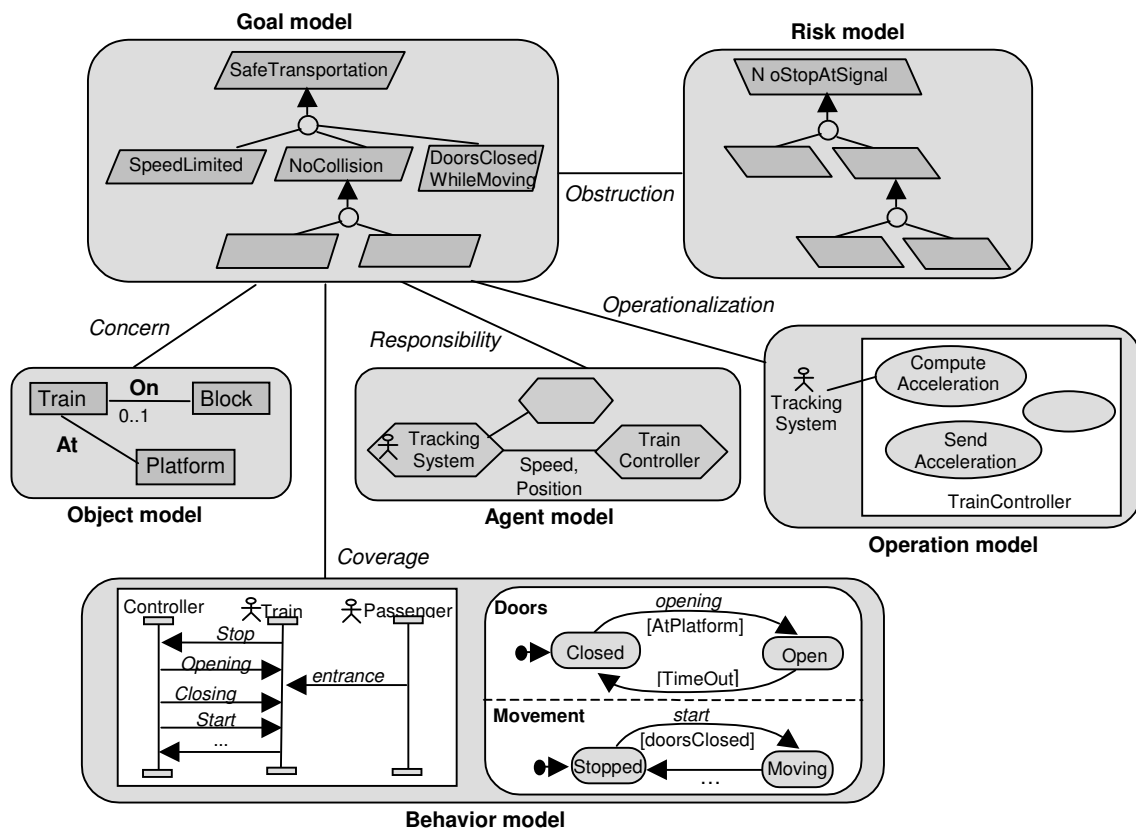 Goal model
Risk model
SafeTransportation
N oStopAtSignal
SpeedLimited
NoCollision
DoorsClosed
WhileMoving
Obstruction
Concern
Responsibility
Operationalization
Train
On
Block
0..1
At
Platform
Object model
Tracking
System
Train
Controller
Speed,
Position
Agent model
Tracking
System
Compute
Acceleration
Send
Acceleration
TrainController
Operation model
Coverage
Controller
Train
Passenger
Stop
Opening
entrance
Closing
Start
...
Doors
opening
[AtPlatform]
Closed
Open
[TimeOut]
Movement
start
[doorsClosed]
Stopped
Moving
...
Behavior model